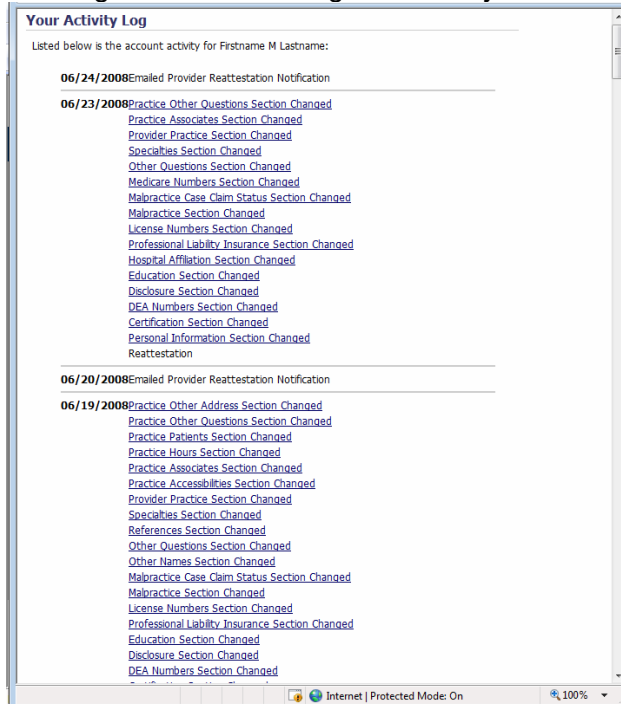 Your Activity Log
Listed below is the account activity for Firstname M Lastname:
06/24/2008Emailed Provider Reattestation Notification
06/23/2008Practice Other Questions Section Changed
Practice Associates Section Changed
Provider Practice Section Changed
Specialties Section Changed
Other Questions Section Changed
Medicare Numbers Section Changed
Malpractice Case Claim Status Section Changed
Malpractice Section Changed
License Numbers Section Changed
Professional Liability Insurance Section Changed
Hospital Affiliation Section Changed
Education Section Changed
Disclosure Section Changed
DEA Numbers Section Changed
Certification Section Changed
Personal Information Section Changed
Reattestation
06/20/2008Emailed Provider Reattestation Notification
06/19/2008Practice Other Address Section Changed
Practice Other Questions Section Changed
Practice Patients Section Changed
Practice Hours Section Changed
Practice Associates Section Changed
Practice Accessibilities Section Changed
Provider Practice Section Changed
Specialties Section Changed
References Section Changed
Other Questions Section Changed
Other Names Section Changed
Malpractice Case Claim Status Section Changed
Malpractice Section Changed
License Numbers Section Changed
Professional Liability Insurance Section Changed
Education Section Changed
Disclosure Section Changed
DEA Numbers Section Changed
Internet | Protected Mode: On 100%